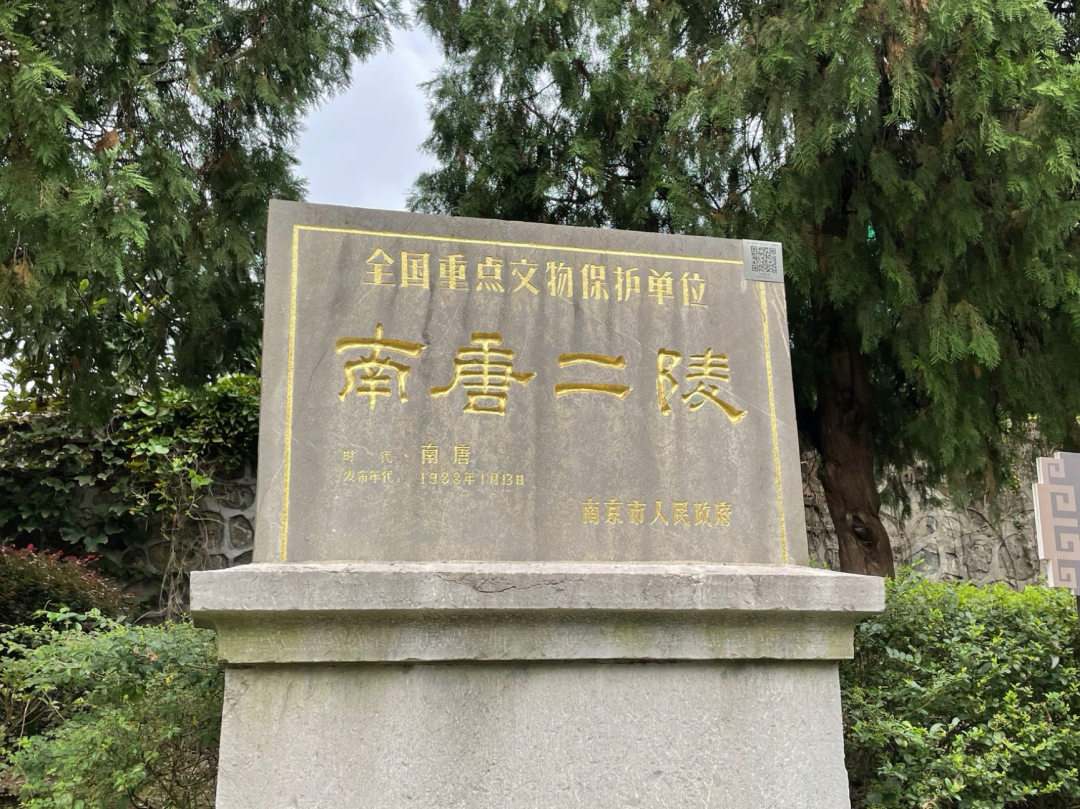 全国重点文物保护单位
南唐二陵
时代 南唐
发布年代 1988年1月13日
南京市人民政府